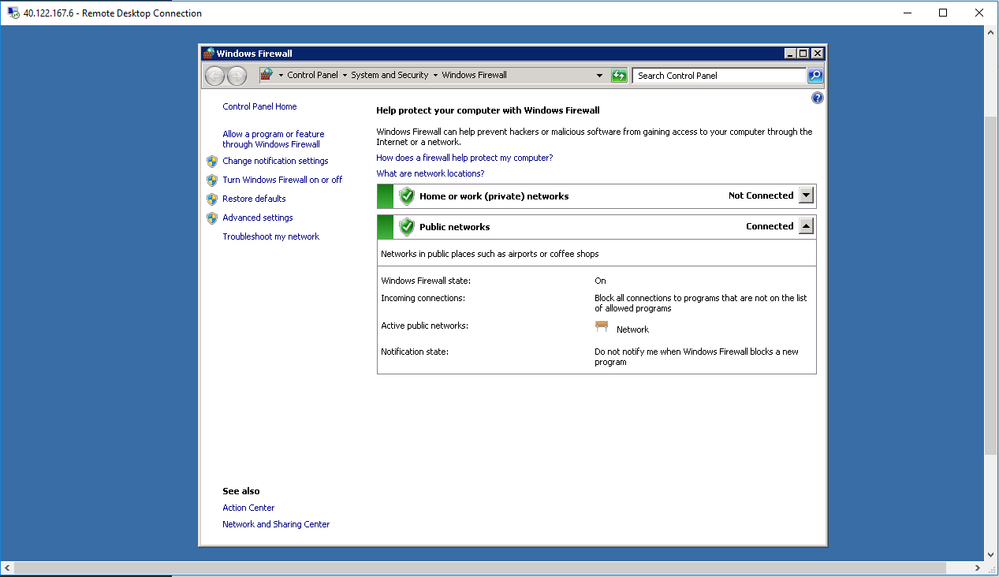 40.122.167.6 - Remote Desktop Connection
Windows Firewall
Control Panel System and Security Windows Firewall
Search Control Panel
Control Panel Home
Allow a program or feature
through Windows Firewall
Change notification settings
Turn Windows Firewall on or off
Restore defaults
Advanced settings
Troubleshoot my network
Help protect your computer with Windows Firewall
Windows Firewall can help prevent hackers or malicious software from gaining access to your computer through the
Internet or a network.
How does a firewall help protect my computer?
What are network locations?
Home or work (private) networks Not Connected
Public networks Connected
Networks in public places such as airports or coffee shops
Windows Firewall state: On
Incoming connections: Block all connections to programs that are not on the list
of allowed programs
Active public networks: Network
Notification state: Do not notify me when Windows Firewall blocks a new
program
See also
Action Center
Network and Sharing Center